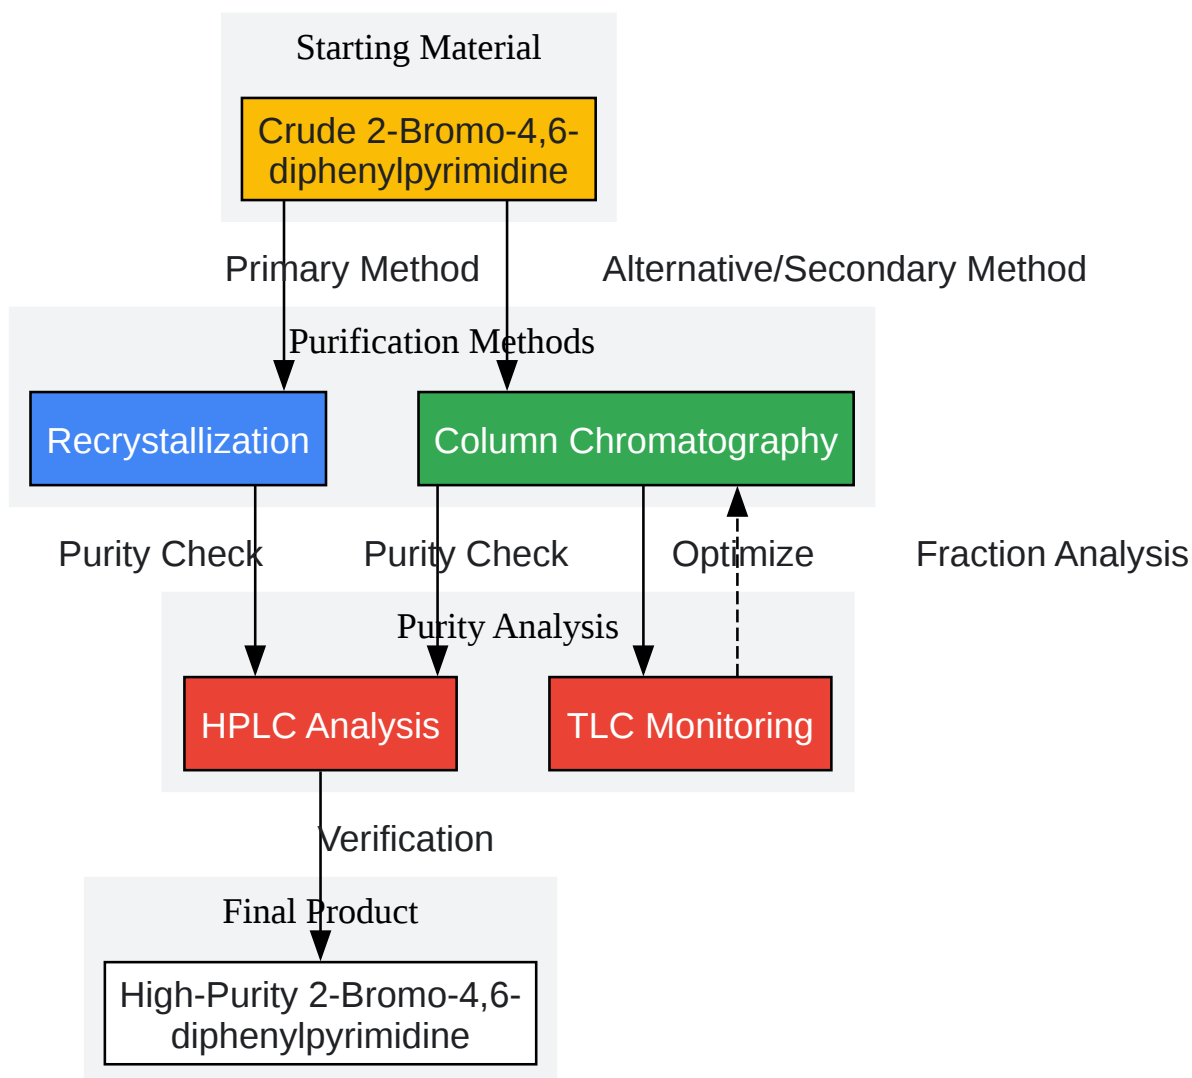 Starting Material
Crude 2-Bromo-4,6-
diphenylpyrimidine
Primary Method
Alternative/Secondary Method
Purification Methods
Recrystallization
Column Chromatography
Purity Check
Purity Check
Optimize
Fraction Analysis
Purity Analysis
HPLC Analysis
TLC Monitoring
Verification
Final Product
High-Purity 2-Bromo-4,6-
diphenylpyrimidine